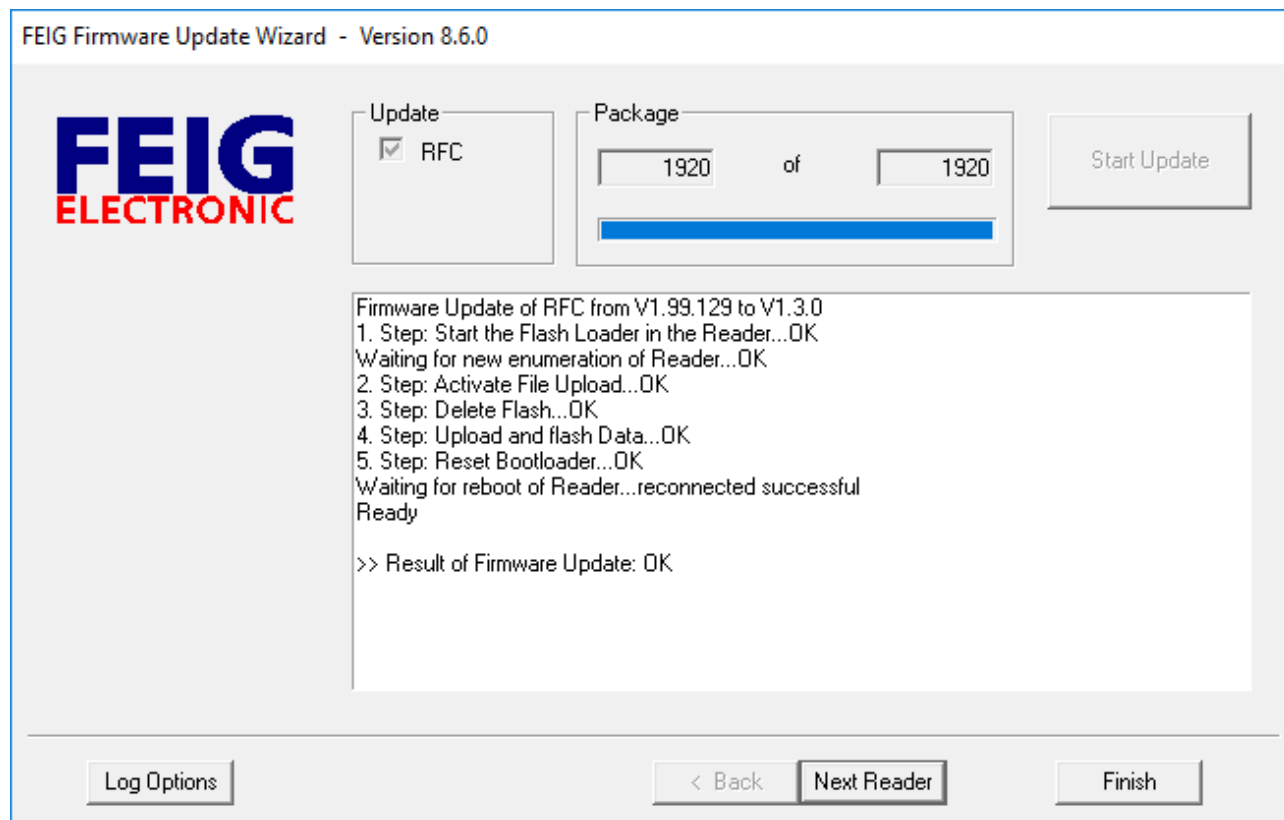 FEIG Firmware Update Wizard - Version 8.6.0
FEIG
ELECTRONIC
Update
RFC
Package
1920 of 1920
Start Update
Firmware Update of RFC from V1.99.129 to V1.3.0
1. Step: Start the Flash Loader in the Reader...OK
Waiting for new enumeration of Reader...OK
2. Step: Activate File Upload...OK
3. Step: Delete Flash...OK
4. Step: Upload and flash Data...OK
5. Step: Reset Bootloader...OK
Waiting for reboot of Reader...reconnected successful
Ready
>> Result of Firmware Update: OK
Log Options
< Back
Next Reader
Finish